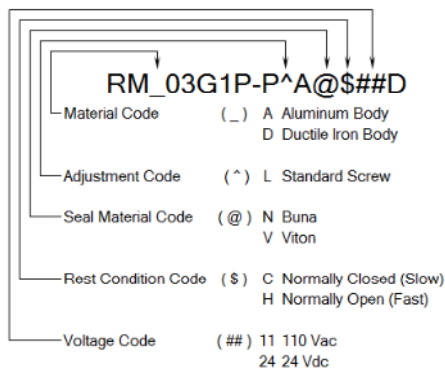 RM_03G1P-P^A@$##D
Material Code ( _ ) A Aluminum Body
D Ductile Iron Body
Adjustment Code ( ^ ) L Standard Screw
Seal Material Code ( @ ) N Buna
V Viton
Rest Condition Code ( $ ) C Normally Closed (Slow)
H Normally Open (Fast)
Voltage Code ( ## ) 11 110 Vac
24 24 Vdc